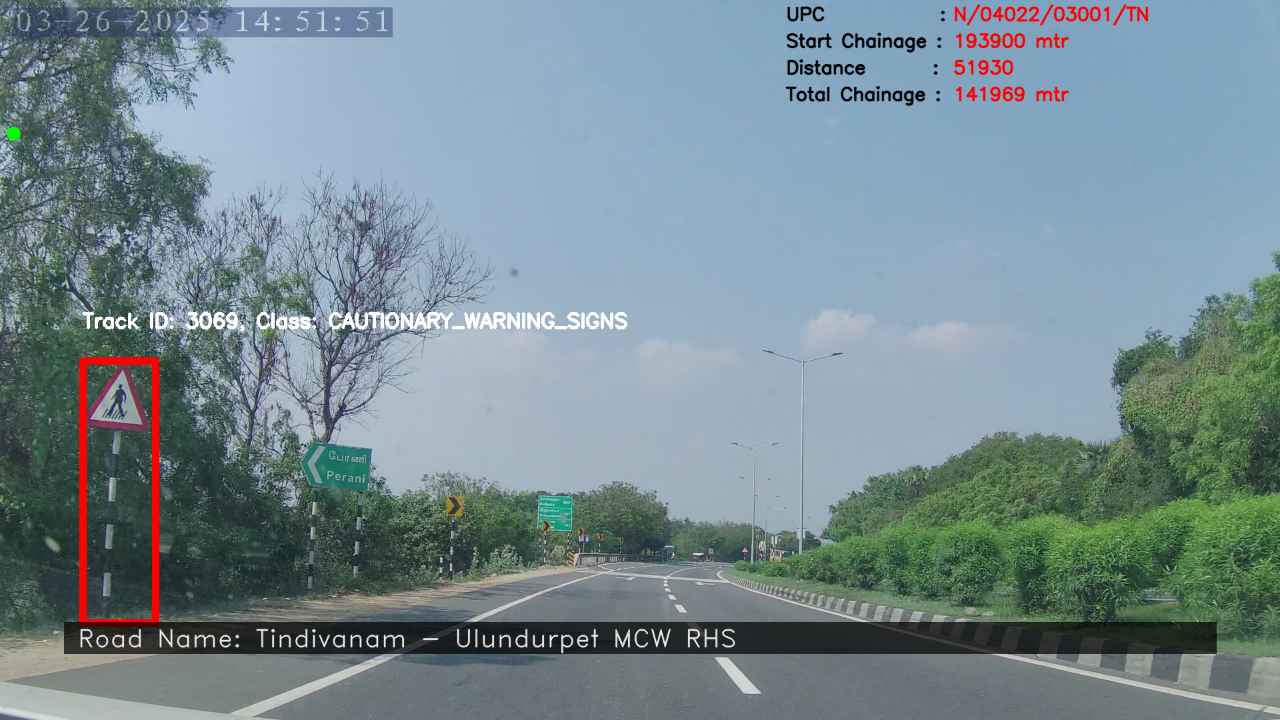 03-26-2025 14:51:51
UPC : N/04022/03001/TN
Start Chainage : 193900 mtr
Distance : 51930
Total Chainage : 141969 mtr
Track ID: 3069, Class: CAUTIONARY_WARNING_SIGNS
பேரணி
Perani
Road Name: Tindivanam - Ulundurpet MCW RHS